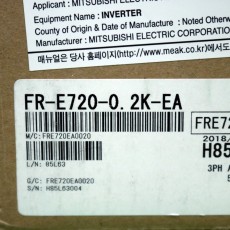 Applicant : MITSUBISHI ELECTRI
Equipment Name : INVERTER
County of Origin & Date of Manufacture : Noted Otherw
Manufacturer : MITSUBISHI ELECTRIC CORPORATION
매뉴얼은 당사 홈페이지(http://www.meak.co.kr)에서
FR-E720-0.2K-EA
M/C: FRE720EA0020
FRE72
2018/
L/N: 85L63
H85
3PH
G/C: FRE720EA0020
S/N: H85L63004